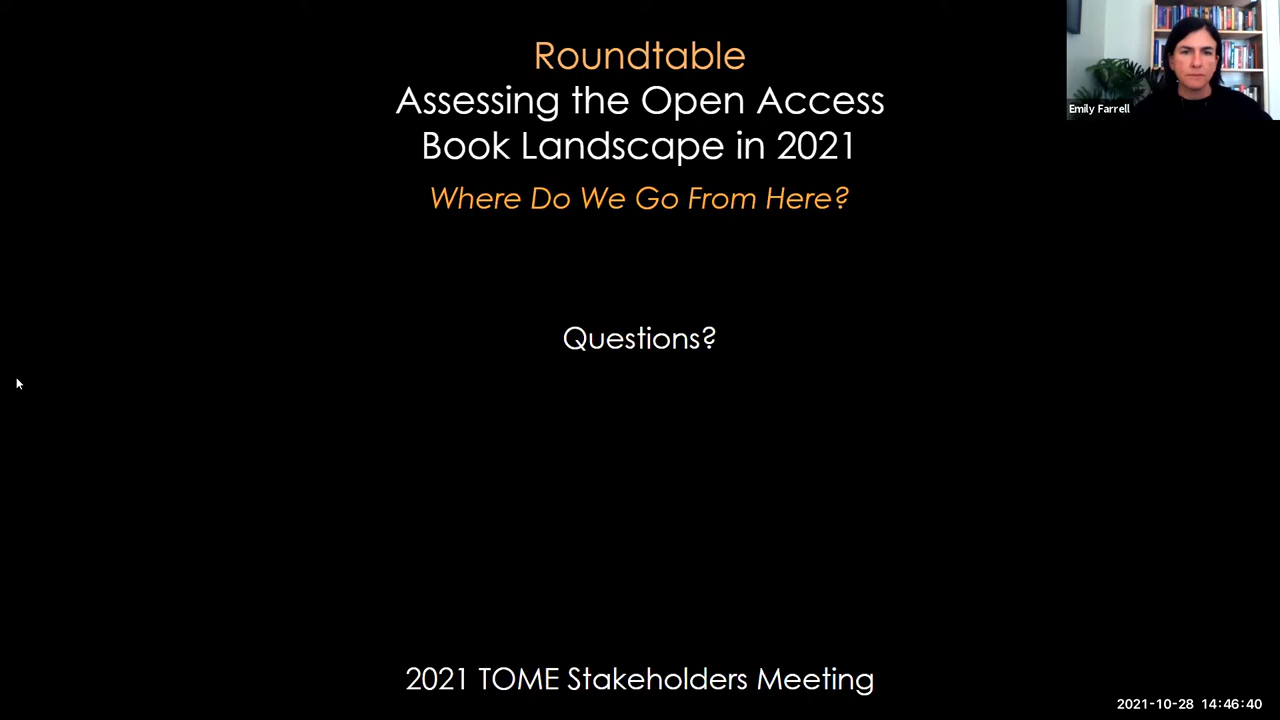 Roundtable
Assessing the Open Access
Book Landscape in 2021
Where Do We Go From Here?
Emily Farrell
Questions?
2021 TOME Stakeholders Meeting
2021-10-28 14:46:40